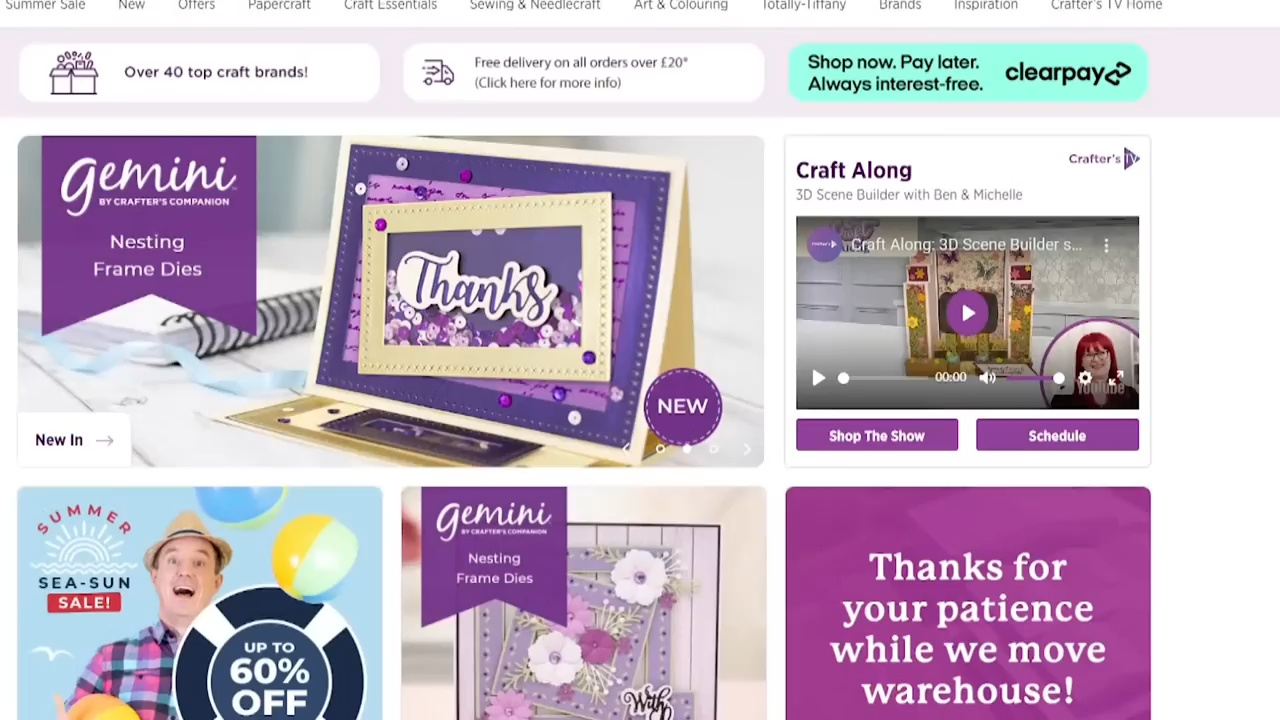 Summer Sale
New
Offers
Papercraft
Craft Essentials
Sewing & Needlecraft
Art & Colouring
Totally-Tiffany
Brands
Inspiration
Crafter's TV Home
Over 40 top craft brands!
Free delivery on all orders over £20*
(Click here for more info)
Shop now. Pay later.
Always interest-free.
clearpay
gemini
BY CRAFTER'S COMPANION
Nesting
Frame Dies
Thanks
NEW
New In
Craft Along
Crafter's TV
3D Scene Builder with Ben & Michelle
Craft Along: 3D Scene Builder s...
00:00
YouTube
Shop The Show
Schedule
SUMMER
SEA-SUN
SALE!
UP TO
60%
OFF
gemini
BY CRAFTER'S COMPANION
Nesting
Frame Dies
With
Thanks for
your patience
while we move
warehouse!